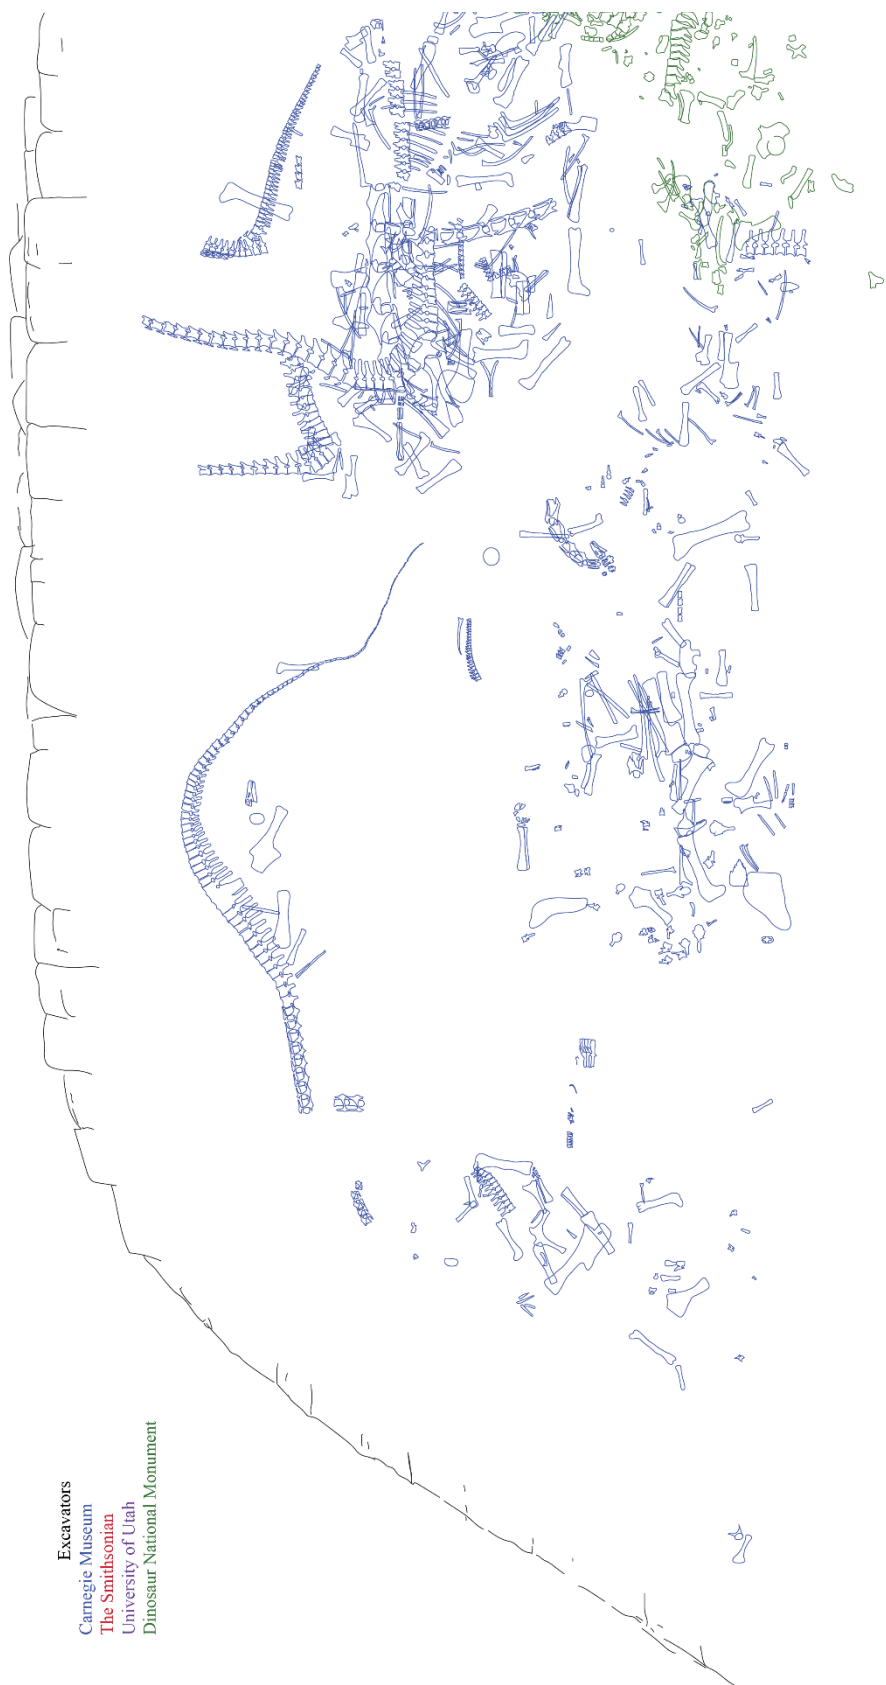 Excavators
Carnegie Museum
The Smithsonian
University of Utah
Dinosaur National Monument